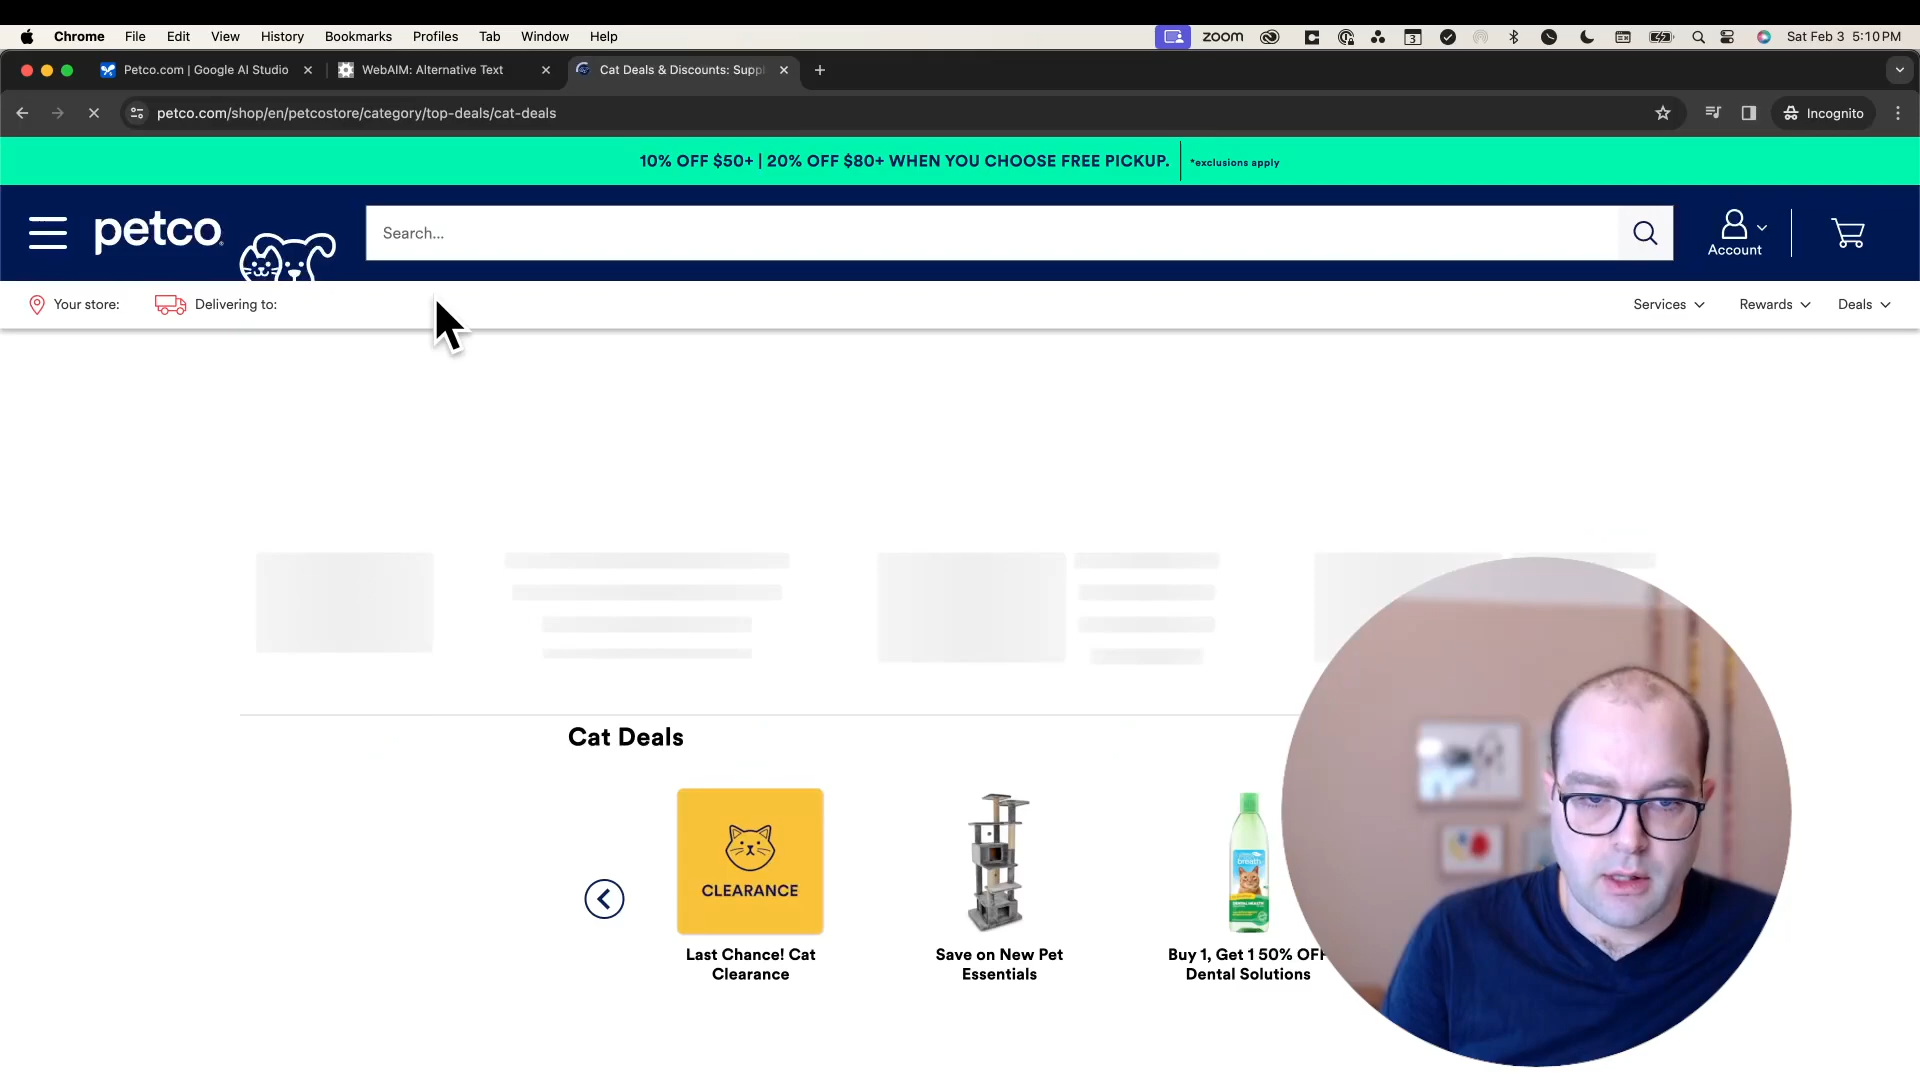 Chrome File Edit View History Bookmarks Profiles Tab Window Help zoom 3 Sat Feb 3 5:10 PM
Petco.com | Google AI Studio WebAIM: Alternative Text Cat Deals & Discounts: Suppl
petco.com/shop/en/petcostore/category/top-deals/cat-deals Incognito
10% OFF $50+ | 20% OFF $80+ WHEN YOU CHOOSE FREE PICKUP. *exclusions apply
petco Search... Account
Your store: Delivering to: Services Rewards Deals
Cat Deals
CLEARANCE
breath
DENTAL HEALTH
Last Chance! Cat
Clearance
Save on New Pet
Essentials
Buy 1, Get 1 50% OFF
Dental Solutions